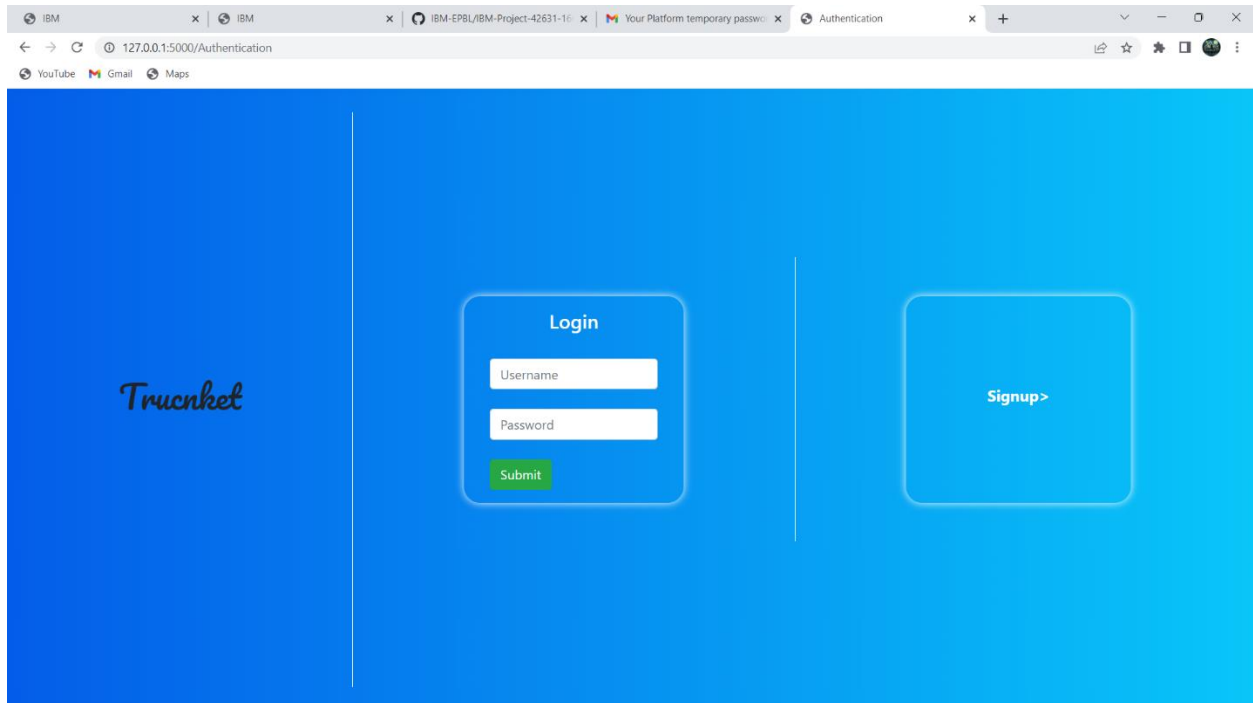 IBM
IBM
IBM-EPBL/IBM-Project-42631-16
Your Platform temporary passwo
Authentication
127.0.0.1:5000/Authentication
YouTube
Gmail
Maps
Trucnket
Login
Username
Password
Submit
Signup>